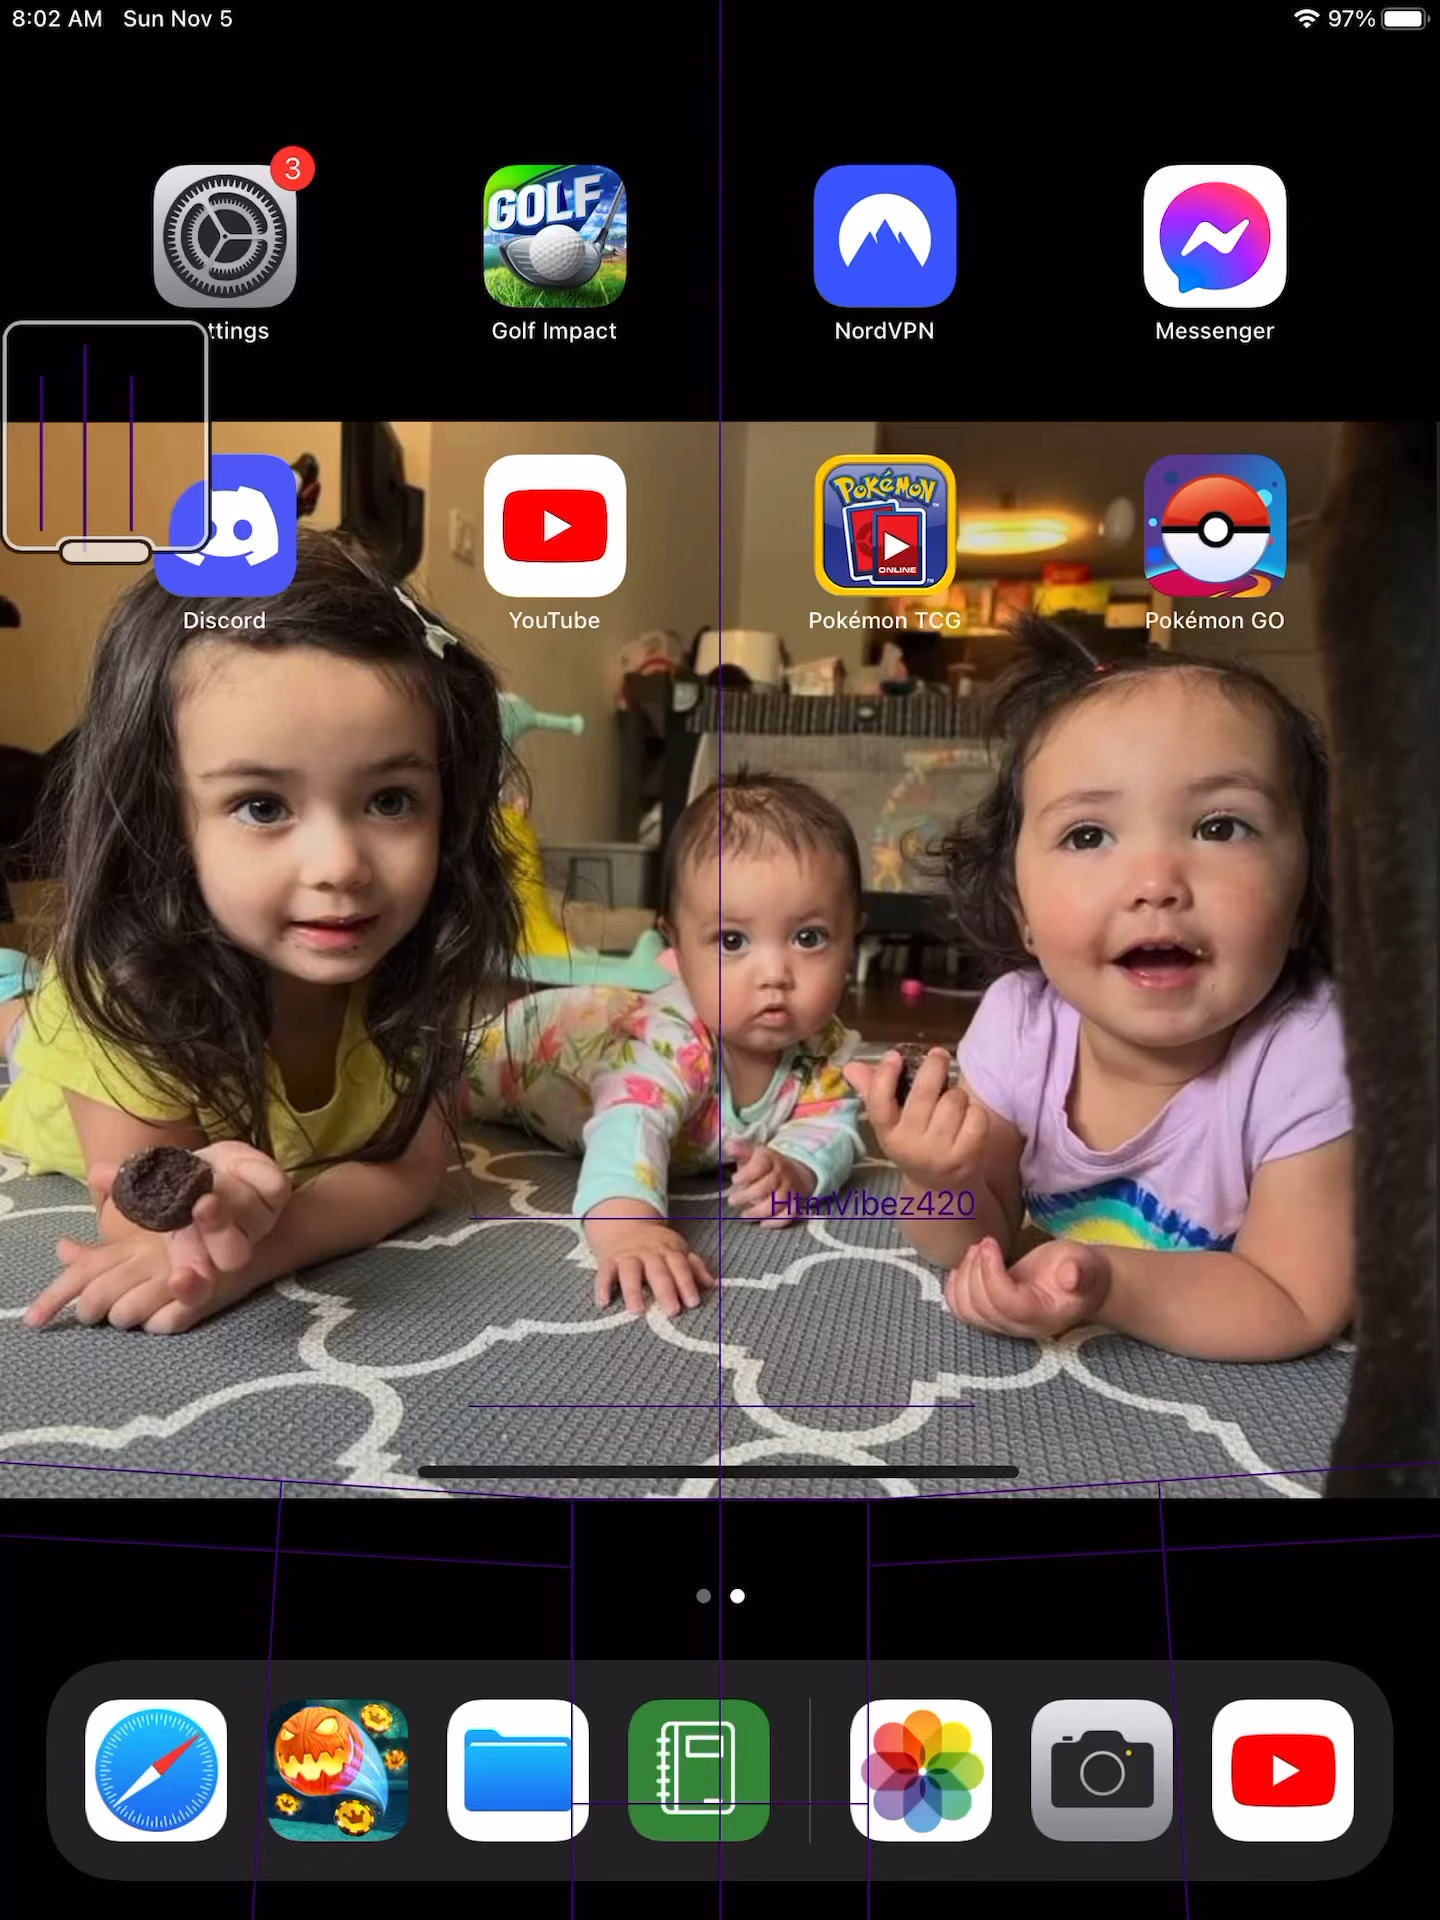 8:02 AM Sun Nov 5 97%
3
GOLF
Settings Golf Impact NordVPN Messenger
POKÉMON
ONLINE
Discord YouTube Pokémon TCG Pokémon GO
HtmVibez420